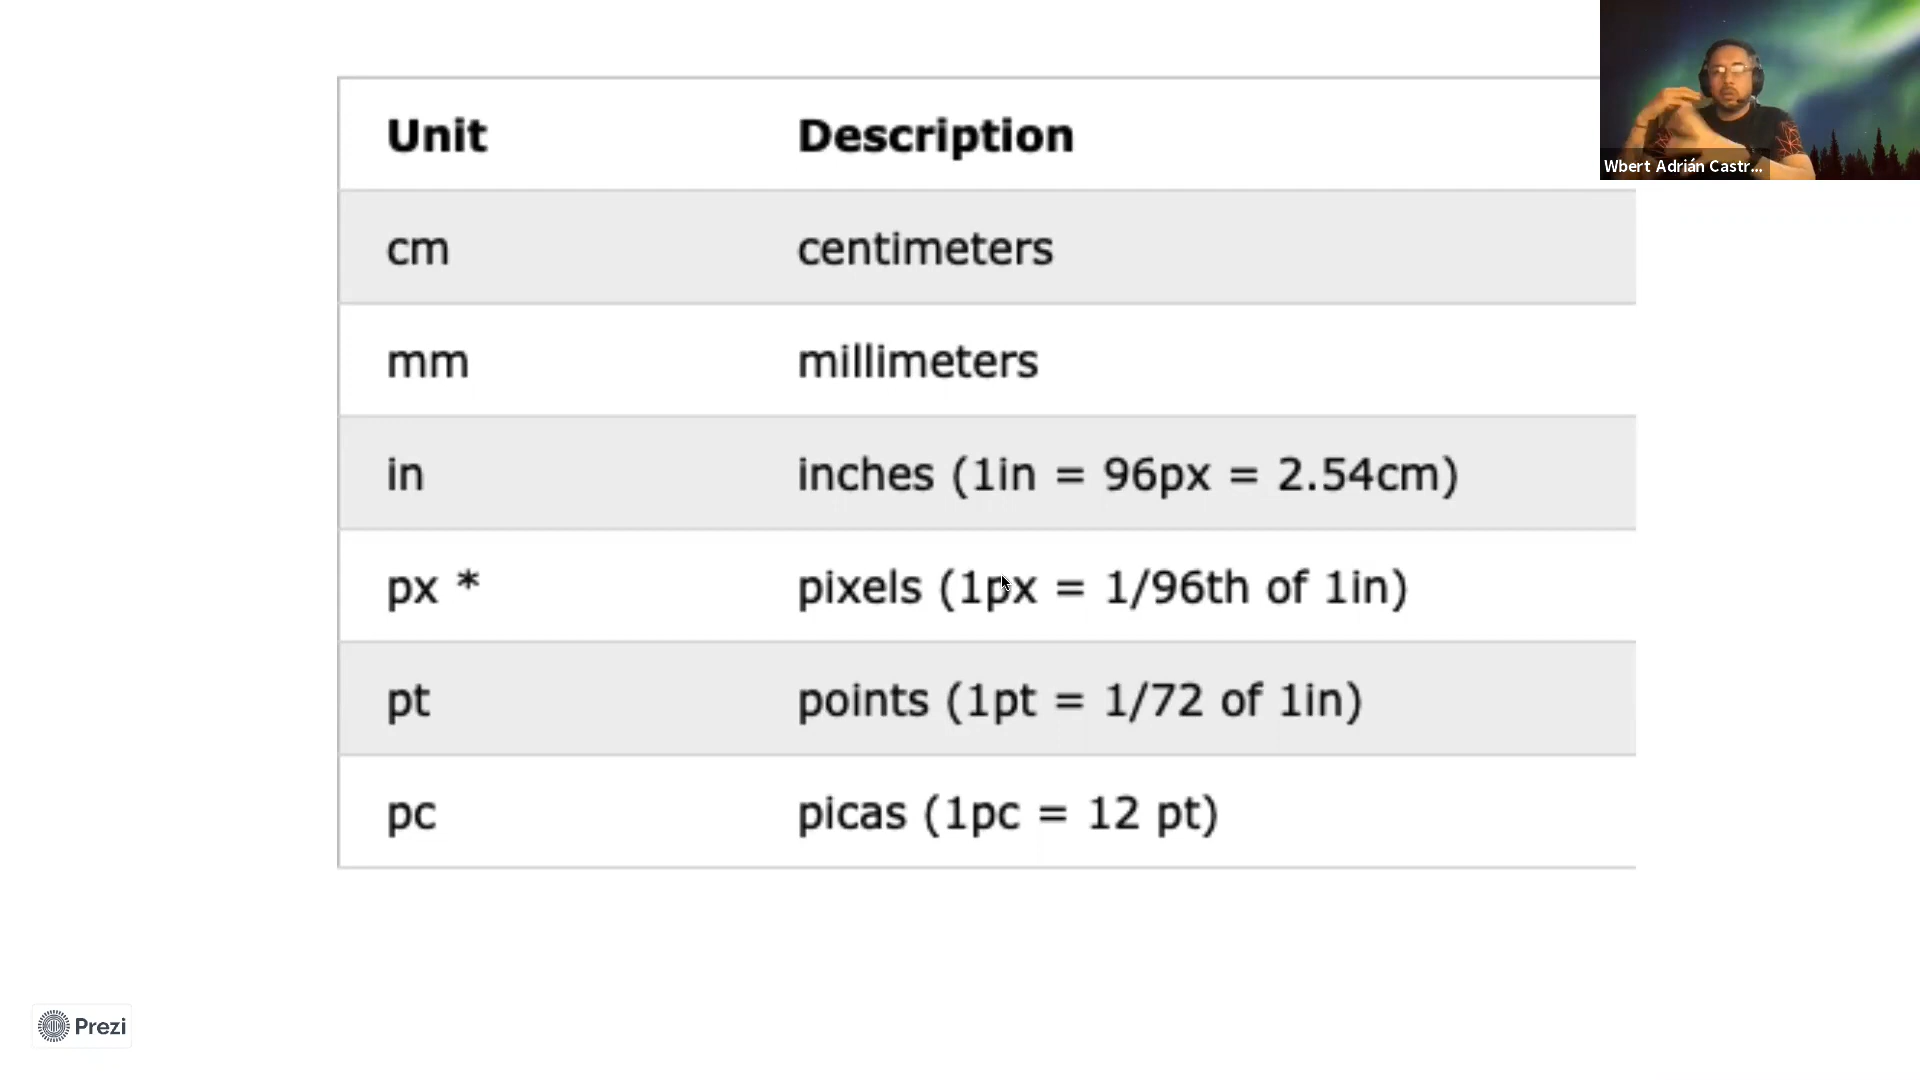 Unit Description
cm centimeters
mm millimeters
in inches (1in = 96px = 2.54cm)
px * pixels (1px = 1/96th of 1in)
pt points (1pt = 1/72 of 1in)
pc picas (1pc = 12 pt)
Wbert Adrián Castr...
Prezi